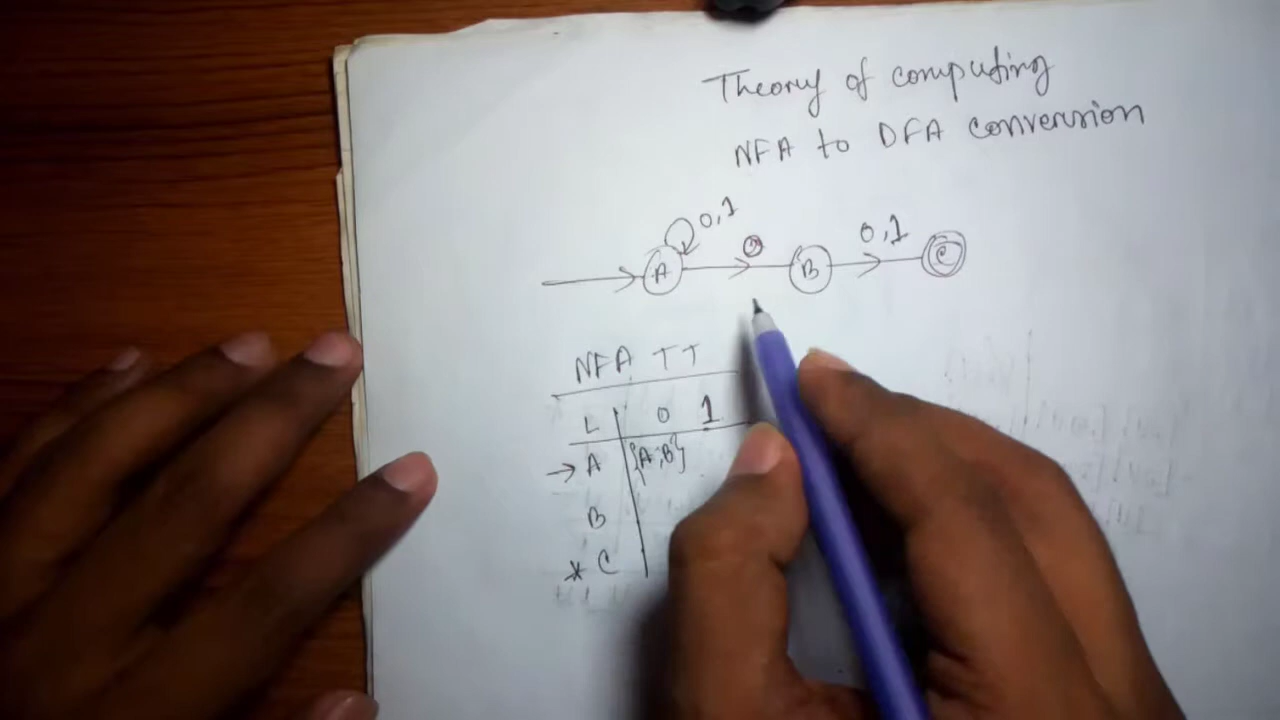 Theory of computing
NFA to DFA conversion
0,1
0
0,1
A
B
C
NFA TT
L 0 1
→ A {A,B}
B
* C